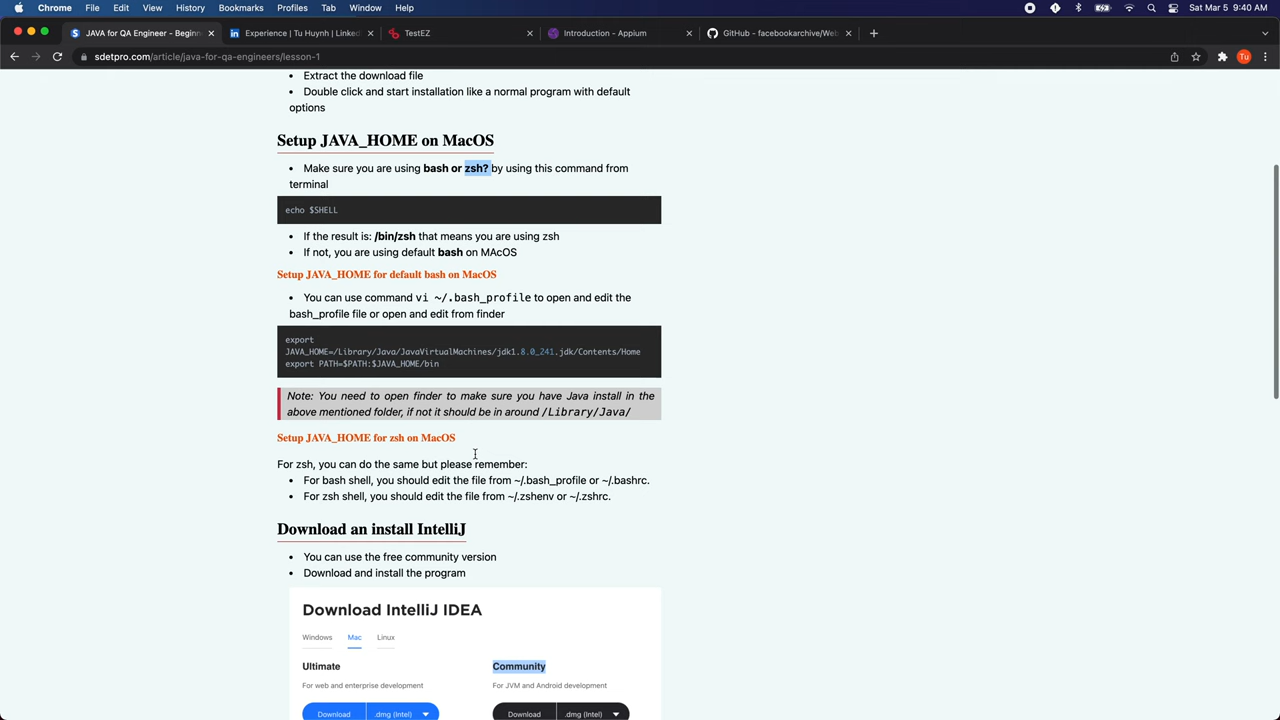 Chrome File Edit View History Bookmarks Profiles Tab Window Help Sat Mar 5 9:40 AM
JAVA for QA Engineer - Beginn Experience | Tu Huynh | Linked TestEZ Introduction - Appium GitHub - facebookarchive/Web
sdetpro.com/article/java-for-qa-engineers/lesson-1 Tu
• Extract the download file
• Double click and start installation like a normal program with default
options
Setup JAVA_HOME on MacOS
• Make sure you are using bash or zsh? by using this command from
terminal
echo $SHELL
• If the result is: /bin/zsh that means you are using zsh
• If not, you are using default bash on MAcOS
Setup JAVA_HOME for default bash on MacOS
• You can use command vi ~/.bash_profile to open and edit the
bash_profile file or open and edit from finder
export
JAVA_HOME=/Library/Java/JavaVirtualMachines/jdk1.8.0_241.jdk/Contents/Home
export PATH=$PATH:$JAVA_HOME/bin
Note: You need to open finder to make sure you have Java install in the
above mentioned folder, if not it should be in around /Library/Java/
Setup JAVA_HOME for zsh on MacOS
For zsh, you can do the same but please remember:
• For bash shell, you should edit the file from ~/.bash_profile or ~/.bashrc.
• For zsh shell, you should edit the file from ~/.zshenv or ~/.zshrc.
Download an install IntelliJ
• You can use the free community version
• Download and install the program
Download IntelliJ IDEA
Windows Mac Linux
Ultimate Community
For web and enterprise development For JVM and Android development
Download .dmg (Intel) Download .dmg (Intel)